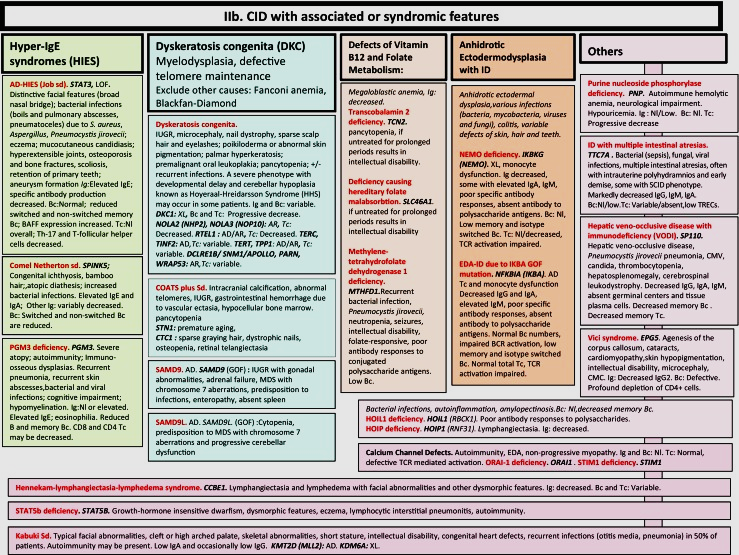 IIb. CID with associated or syndromic features
Hyper-IgE
syndromes (HIES)
AD-HIES (Job sd). STAT3, LOF.
Distinctive facial features (broad
nasal bridge); bacterial infections
(boils and pulmonary abscesses,
pneumatoceles) due to S. aureus,
Aspergillus, Pneumocystis jirovecii;
eczema; mucocutaneous candidiasis;
hyperextensible joints, osteoporosis
and bone fractures, scoliosis,
retention of primary teeth;
aneurysm formation Ig:Elevated IgE;
specific antibody production
decreased. Bc:Normal; reduced
switched and non-switched memory
Bc; BAFF expression increased. Tc:Nl
overall; Th-17 and T-follicular helper
cells decreased.
Comel Netherton sd. SPINK5;
Congenital ichthyosis, bamboo
hair;,atopic diathesis; increased
bacterial infections. Elevated IgE and
IgA; Other Ig: variably decreased.
Bc: Switched and non-switched Bc
are reduced.
PGM3 deficiency. PGM3. Severe
atopy; autoimmunity; Immuno-
osseous dysplasias. Recurrent
pneumonia, recurrent skin
abscesses,bacterial and viral
infections; cognitive impairment;
hypomyelination. Ig:Nl or elevated.
Elevated IgE; eosinophilia. Reduced
B and memory Bc. CD8 and CD4 Tc
may be decreased.
Dyskeratosis congenita (DKC)
Myelodysplasia, defective
telomere maintenance
Exclude other causes: Fanconi anemia,
Blackfan-Diamond
Dyskeratosis congenita.
IUGR, microcephaly, nail dystrophy, sparse scalp
hair and eyelashes; poikiloderma or abnormal skin
pigmentation; palmar hyperkeratosis;
premalignant oral leukoplakia; pancytopenia; +/-
recurrent infections. A severe phenotype with
developmental delay and cerebellar hypoplasia
known as Hoyeraal-Hreidarsson Syndrome (HHS)
may occur in some patients. Ig and Bc: variable.
DKC1: XL, Bc and Tc: Progressive decrease.
NOLA2 (NHP2), NOLA3 (NOP10): AR, Tc:
Decreased. RTEL1 : AD/AR, Tc: Decreased. TERC,
TINF2: AD,Tc: variable. TERT, TPP1: AD/AR, Tc:
variable. DCLRE1B/ SNM1/APOLLO, PARN,
WRAP53: AR,Tc: variable.
COATS plus Sd. Intracranial calcification, abnormal
telomeres, IUGR, gastrointestinal hemorrhage due
to vascular ectasia, hypocellular bone marrow.
pancytopenia
STN1: premature aging,
CTC1 : sparse graying hair, dystrophic nails,
osteopenia, retinal telangiectasia
SAMD9. AD. SAMD9 (GOF) : IUGR with gonadal
abnormalities, adrenal failure, MDS with
chromosome 7 aberrations, predisposition to
infections, enteropathy, absent spleen
SAMD9L. AD. SAMD9L. (GOF) :Cytopenia,
predisposition to MDS with chromosome 7
aberrations and progressive cerebellar
dysfunction
Defects of Vitamin
B12 and Folate
Metabolism:
Megaloblastic anemia, Ig:
decreased.
Transcobalamin 2
deficiency. TCN2.
pancytopenia, if
untreated for prolonged
periods results in
intellectual disability.
Deficiency causing
hereditary folate
malabsorbtion. SLC46A1.
if untreated for prolonged
periods results in
intellectual disability
Methylene-
tetrahydrofolate
dehydrogenase 1
deficiency.
MTHFD1.Recurrent
bacterial infection,
Pneumocystis jirovecii,
neutropenia, seizures,
intellectual disability,
folate-responsive, poor
antibody responses to
conjugated
polysaccharide antigens.
Low Bc.
Anhidrotic
Ectodermodysplasia
with ID
Anhidrotic ectodermal
dysplasia,various infections
(bacteria, mycobacteria, viruses
and fungi), colitis, variable
defects of skin, hair and teeth.
NEMO deficiency. IKBKG
(NEMO). XL, monocyte
dysfunction. Ig decreased,
some with elevated IgA, IgM,
poor specific antibody
responses, absent antibody to
polysaccharide antigens. Bc: Nl,
Low memory and isotype
switched Bc. Tc: Nl/decreased,
TCR activation impaired.
EDA-ID due to IKBA GOF
mutation. NFKBIA (IKBA). AD
Tc and monocyte dysfunction
Decreased IgG and IgA,
elevated IgM, poor specific
antibody responses, absent
antibody to polysaccharide
antigens. Normal Bc numbers,
impaired BCR activation, low
memory and isotype switched
Bc. Normal total Tc, TCR
activation impaired.
Others
Purine nucleoside phosphorylase
deficiency. PNP. Autoimmune hemolytic
anemia, neurological impairment.
Hypouricemia. Ig : Nl/Low. Bc: Nl. Tc:
Progressive decrease
ID with multiple intestinal atresias.
TTC7A . Bacterial (sepsis), fungal, viral
infections, multiple intestinal atresias, often
with intrauterine polyhydramnios and early
demise, some with SCID phenotype.
Markedly decreased IgG, IgM, IgA.
Bc:Nl/low.Tc: Variable/absent,low TRECs.
Hepatic veno-occlusive disease with
immunodeficiency (VODI). SP110.
Hepatic veno-occlusive disease,
Pneumocystis jirovecii pneumonia, CMV,
candida, thrombocytopenia,
hepatosplenomegaly, cerebrospinal
leukodystrophy. Decreased IgG, IgA, IgM,
absent germinal centers and tissue
plasma cells. Decreased memory Bc .
Decreased memory Tc.
Vici syndrome. EPG5. Agenesis of the
corpus callosum, cataracts,
cardiomyopathy,skin hypopigmentation,
intellectual disability, microcephaly,
CMC. Ig: Decreased IgG2. Bc: Defective.
Profound depletion of CD4+ cells.
Bacterial infections, autoinflammation, amylopectinosis.Bc: Nl,decreased memory Bc.
HOIL1 deficiency. HOIL1 (RBCK1). Poor antibody responses to polysaccharides.
HOIP deficiency. HOIP1 (RNF31). Lymphangiectasia. Ig: decreased.
Calcium Channel Defects. Autoimmunity, EDA, non-progressive myopathy. Ig and Bc: Nl. Tc: Normal,
defective TCR mediated activation. ORAI-1 deficiency. ORAI1 . STIM1 deficiency. STIM1
Hennekam-lymphangiectasia-lymphedema syndrome. CCBE1. Lymphangiectasia and lymphedema with facial abnormalities and other dysmorphic features. Ig: decreased. Bc and Tc: Variable.
STAT5b deficiency. STAT5B. Growth-hormone insensitive dwarfism, dysmorphic features, eczema, lymphocytic interstitial pneumonitis, autoimmunity.
Kabuki Sd. Typical facial abnormalities, cleft or high arched palate, skeletal abnormalities, short stature, intellectual disability, congenital heart defects, recurrent infections (otitis media, pneumonia) in 50% of
patients. Autoimmunity may be present. Low IgA and occasionally low IgG. KMT2D (MLL2): AD. KDM6A: XL.